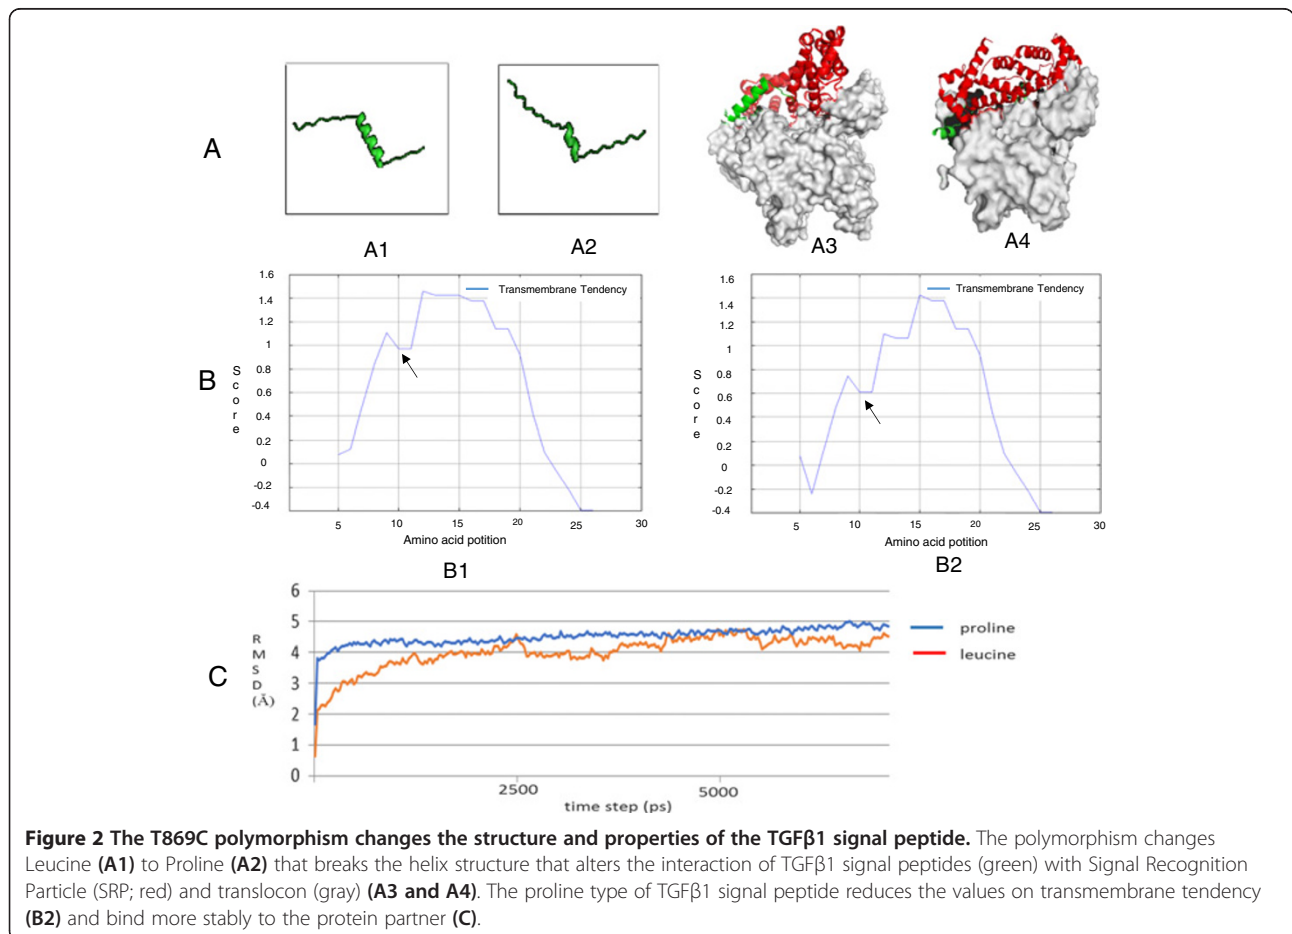 A
A1
A2
A3
A4
B
1.6
1.4
1.2
1
0.8
0.6
0.4
0.2
0
-0.2
-0.4
Score
Transmembrane Tendency
5
10
15
20
25
30
Amino acid potition
B1
1.6
1.4
1.2
1
0.8
0.6
0.4
0.2
0
-0.2
-0.4
Score
Transmembrane Tendency
5
10
15
20
25
30
Amino acid potition
B2
C
6
5
4
3
2
1
0
RMSD
(Å)
2500
5000
time step (ps)
proline
leucine
Figure 2 The T869C polymorphism changes the structure and properties of the TGFβ1 signal peptide. The polymorphism changes
Leucine (A1) to Proline (A2) that breaks the helix structure that alters the interaction of TGFβ1 signal peptides (green) with Signal Recognition
Particle (SRP; red) and translocon (gray) (A3 and A4). The proline type of TGFβ1 signal peptide reduces the values on transmembrane tendency
(B2) and bind more stably to the protein partner (C).